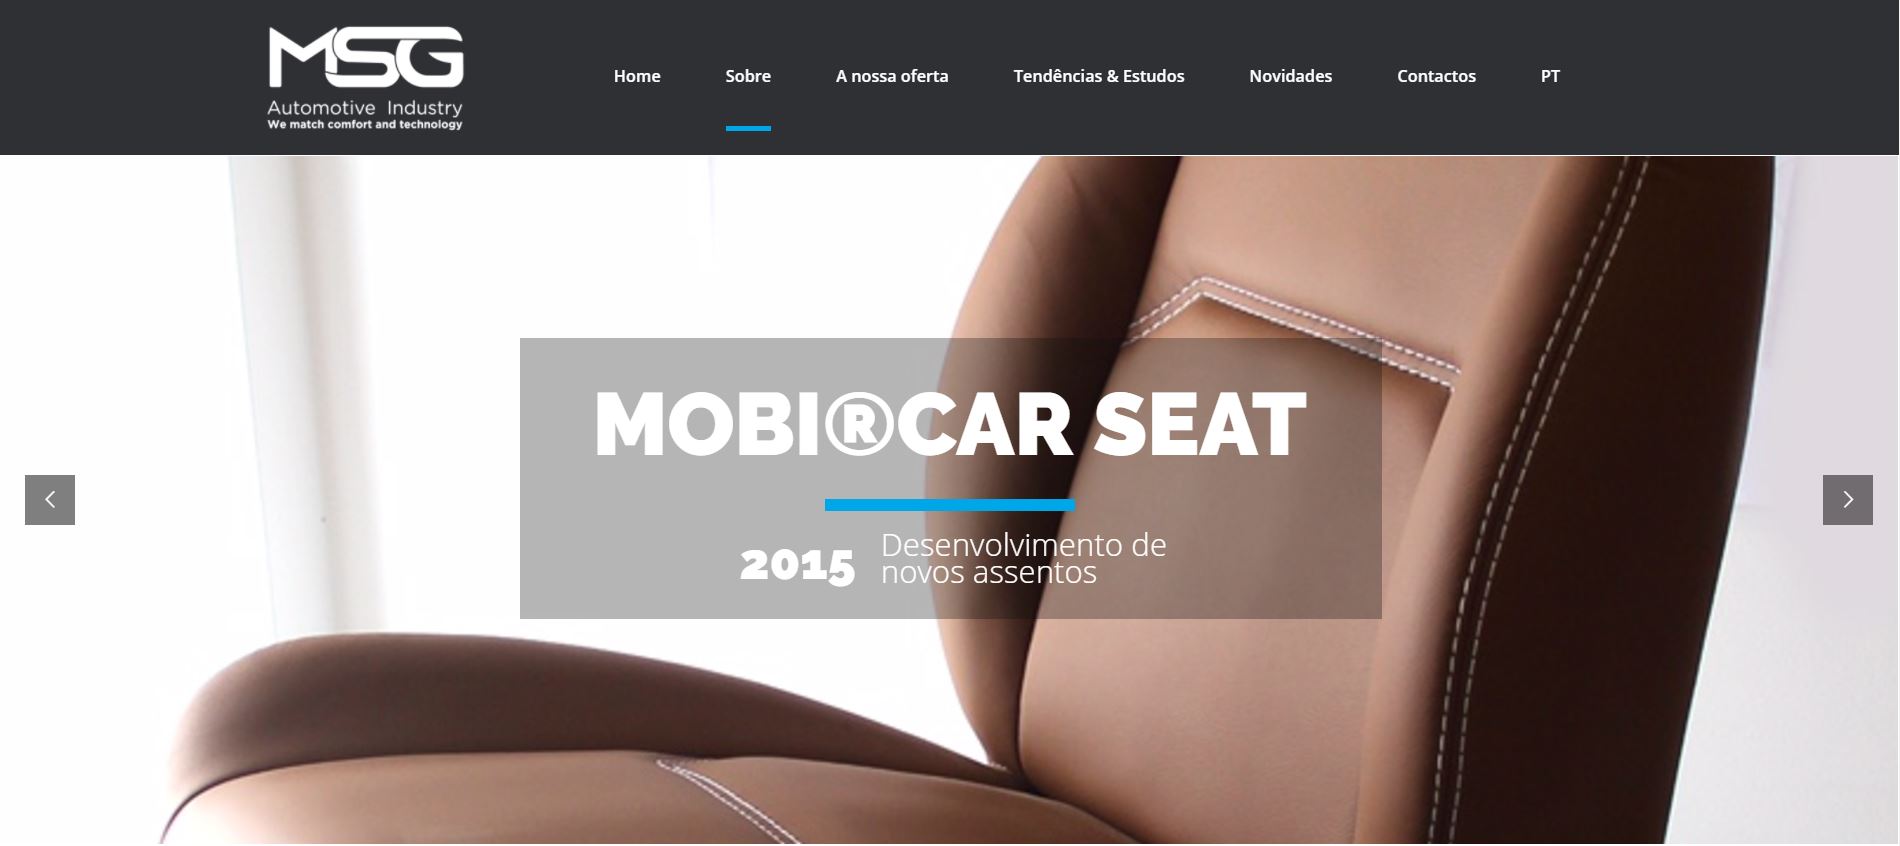 MSG
Automotive Industry
We match comfort and technology
Home
Sobre
A nossa oferta
Tendências & Estudos
Novidades
Contactos
PT
MOBI®CAR SEAT
2015
Desenvolvimento de
novos assentos